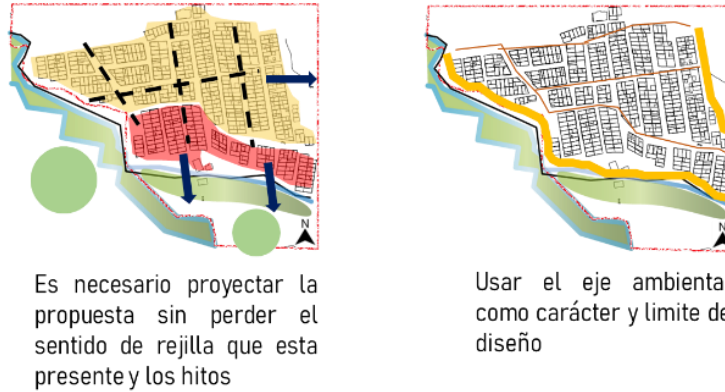 N
Es necesario proyectar la
propuesta sin perder el
sentido de rejilla que esta
presente y los hitos
N
Usar el eje ambienta
como carácter y limite de
diseño